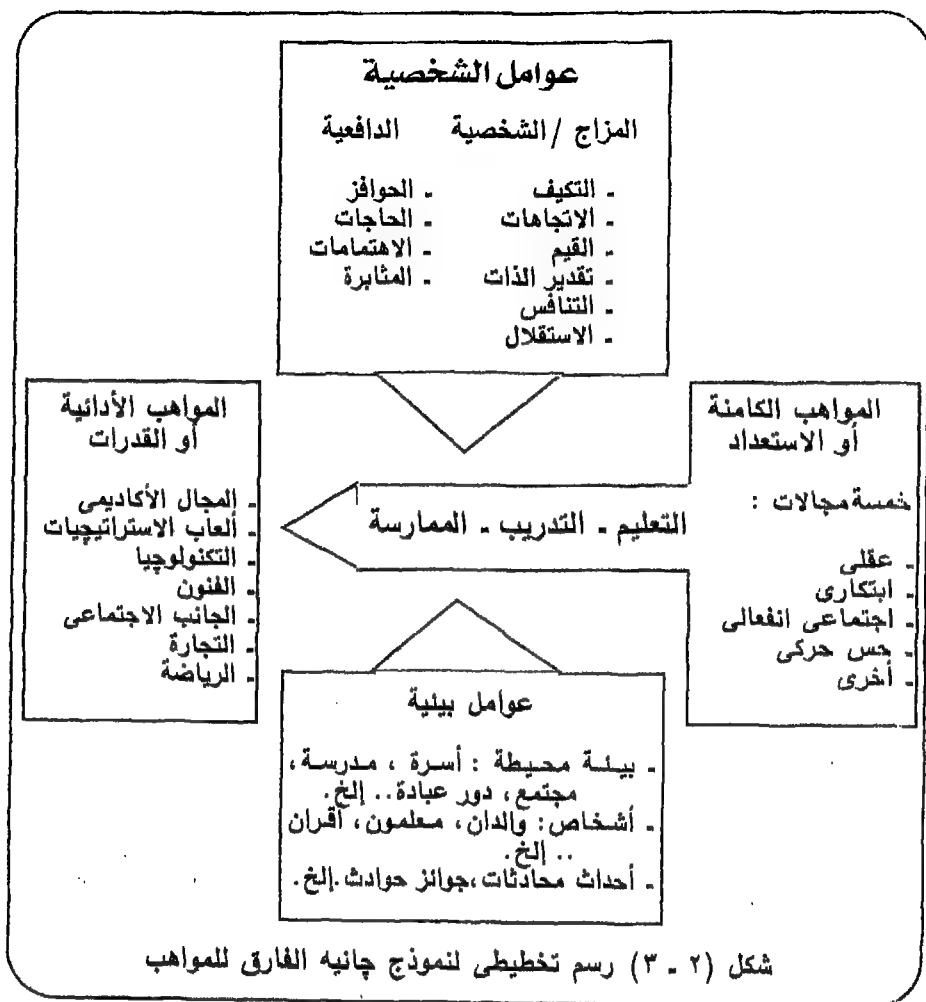 عوامل الشخصية
المزاج / الشخصية
- التكيف
- الاتجاهات
- القيم
- تقدير الذات
- التنافس
- الاستقلال
الدافعية
- الحوافز
- الحاجات
- الاهتمامات
- المثابرة
المواهب الكامنة
أو الاستعداد
خمسة مجالات :
- عقلى
- ابتكارى
- اجتماعى انفعالى
- حس حركى
- أخرى
التعليم - التدريب - الممارسة
المواهب الأدائية
أو القدرات
- المجال الأكاديمى
- ألعاب الاستراتيچيات
- التكنولوچيا
- الفنون
- الجانب الاجتماعى
- التجارة
- الرياضة
عوامل بيئية
- بيئة محيطة : أسرة ، مدرسة ،
مجتمع ، دور عبادة .. إلخ .
- أشخاص : والدان ، معلمون ، أقران
.. إلخ .
- أحداث محادثات ، جوائز حوادث . إلخ .
شكل (٢ - ٣) رسم تخطيطى لنموذج چانيه الفارق للمواهب